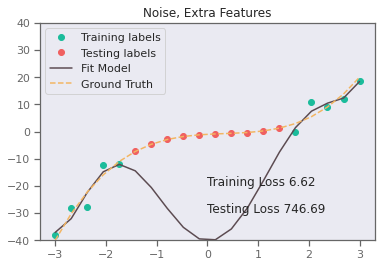 Noise, Extra Features
Training labels
Testing labels
Fit Model
Ground Truth
40
30
20
10
0
−10
−20
−30
−40
Training Loss 6.62
Testing Loss 746.69
−3
−2
−1
0
1
2
3